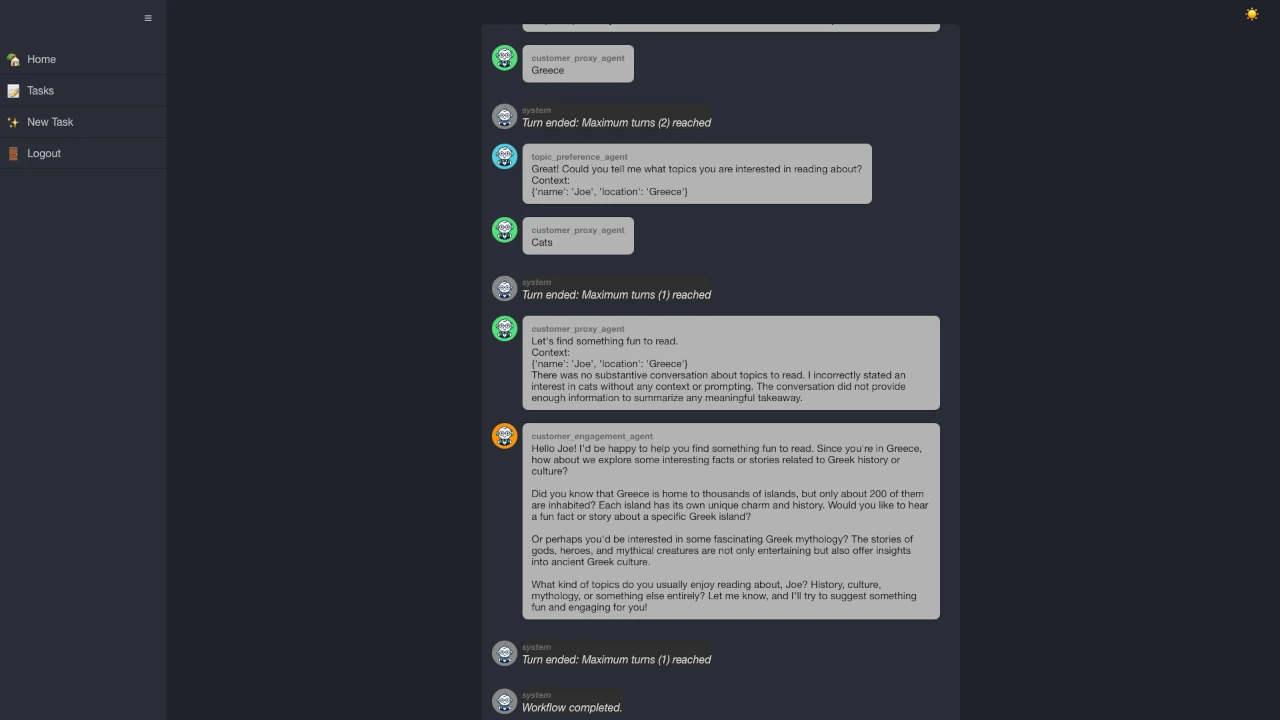 ≡
Home
Tasks
New Task
Logout
customer_proxy_agent
Greece
system
Turn ended: Maximum turns (2) reached
topic_preference_agent
Great! Could you tell me what topics you are interested in reading about?
Context:
{'name': 'Joe', 'location': 'Greece'}
customer_proxy_agent
Cats
system
Turn ended: Maximum turns (1) reached
customer_proxy_agent
Let's find something fun to read.
Context:
{'name': 'Joe', 'location': 'Greece'}
There was no substantive conversation about topics to read. I incorrectly stated an
interest in cats without any context or prompting. The conversation did not provide
enough information to summarize any meaningful takeaway.
customer_engagement_agent
Hello Joe! I'd be happy to help you find something fun to read. Since you're in Greece,
how about we explore some interesting facts or stories related to Greek history or
culture?
Did you know that Greece is home to thousands of islands, but only about 200 of them
are inhabited? Each island has its own unique charm and history. Would you like to hear
a fun fact or story about a specific Greek island?
Or perhaps you'd be interested in some fascinating Greek mythology? The stories of
gods, heroes, and mythical creatures are not only entertaining but also offer insights
into ancient Greek culture.
What kind of topics do you usually enjoy reading about, Joe? History, culture,
mythology, or something else entirely? Let me know, and I'll try to suggest something
fun and engaging for you!
system
Turn ended: Maximum turns (1) reached
system
Workflow completed.